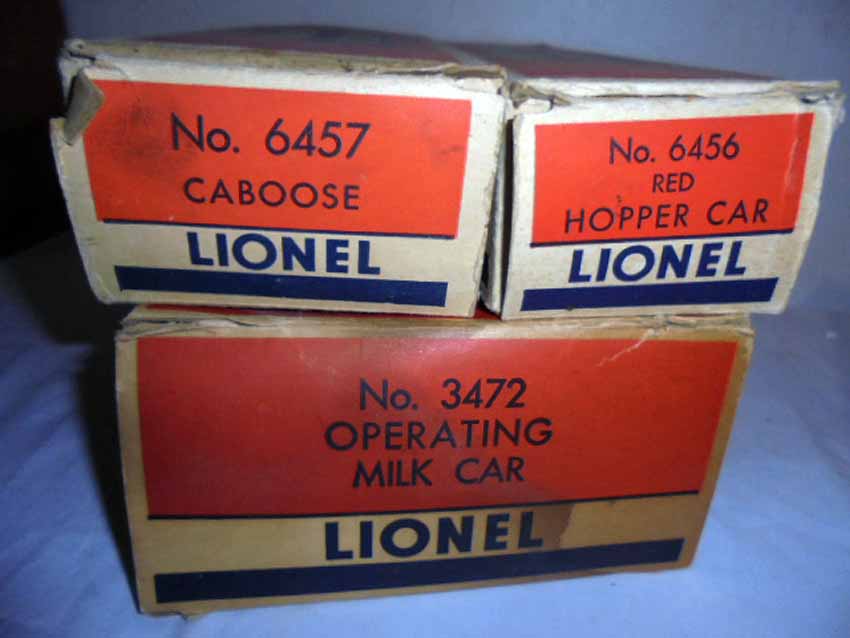 No. 6457
CABOOSE
LIONEL
No. 6456
RED
HOPPER CAR
LIONEL
No. 3472
OPERATING
MILK CAR
LIONEL